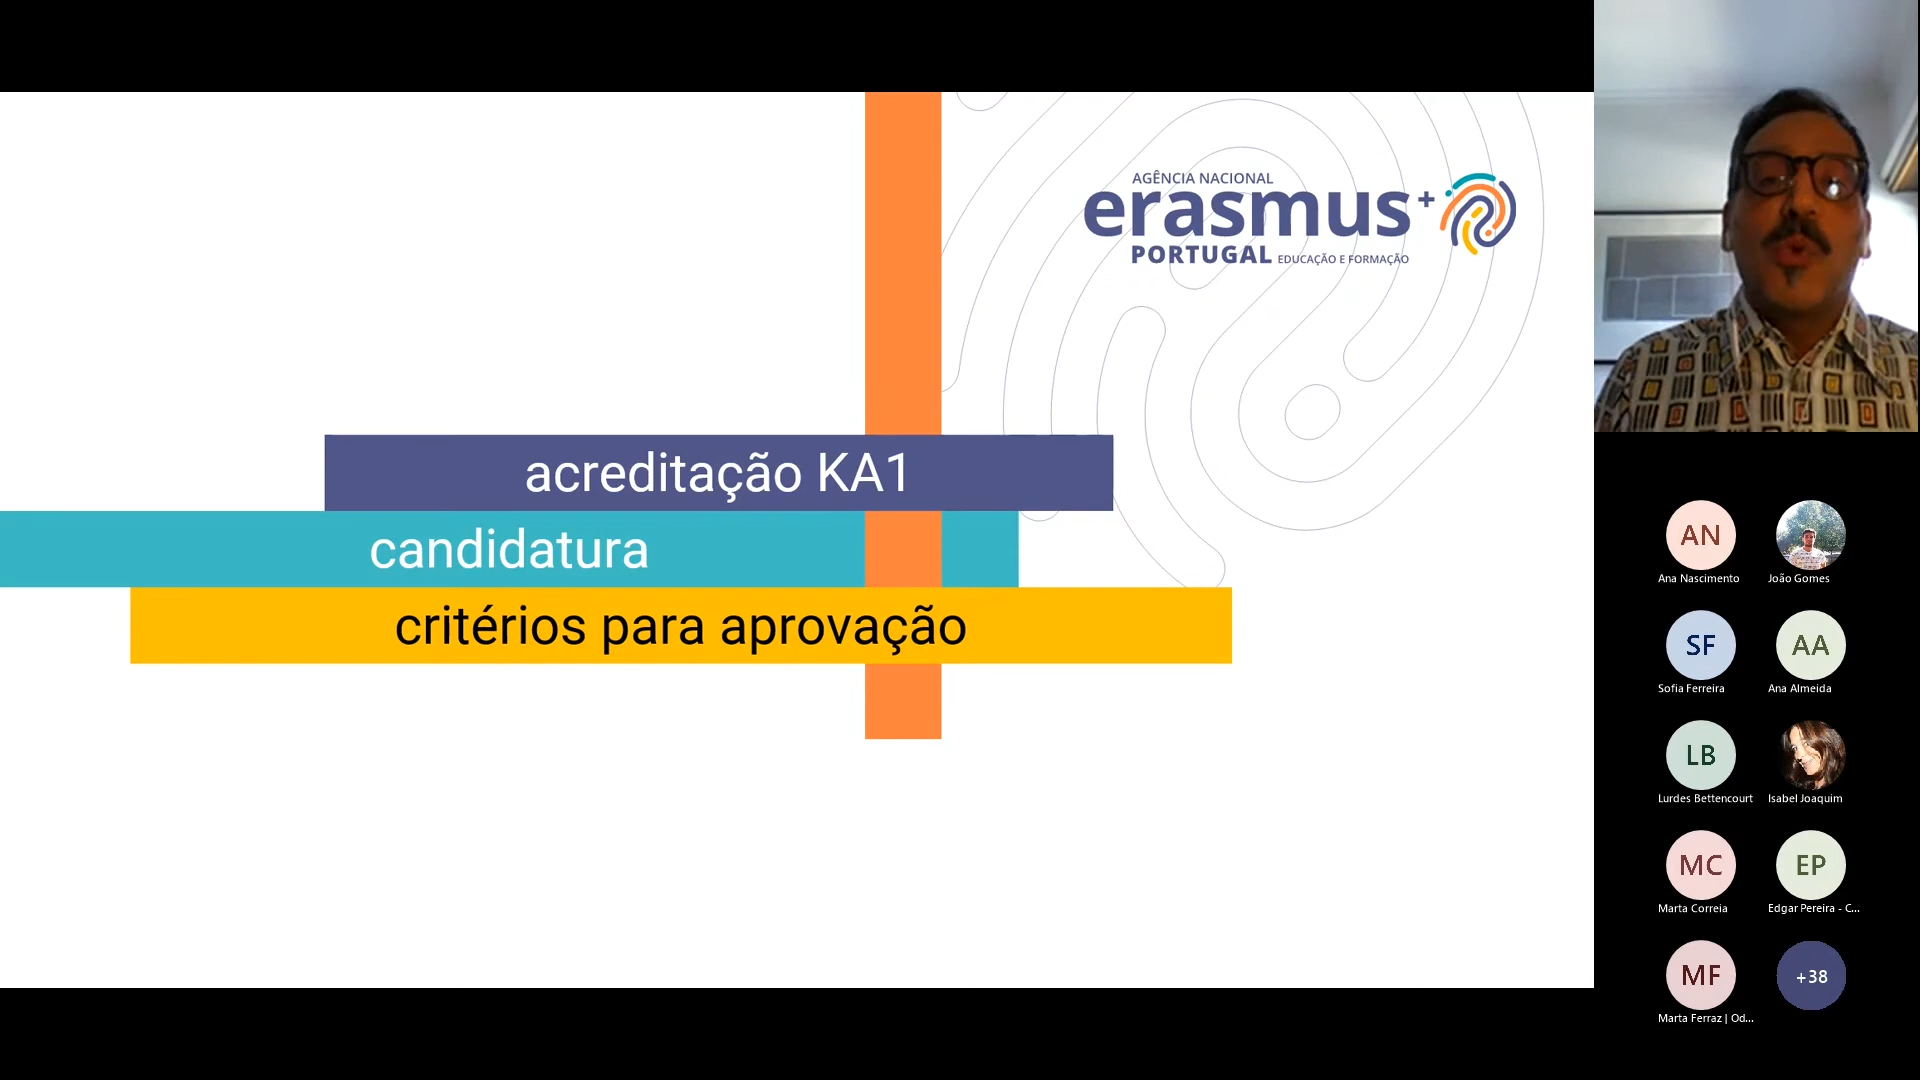 AGÊNCIA NACIONAL
erasmus+
PORTUGAL EDUCAÇÃO E FORMAÇÃO
acreditação KA1
candidatura
critérios para aprovação
AN
Ana Nascimento
João Gomes
SF
AA
Sofia Ferreira
Ana Almeida
LB
Lurdes Bettencourt
Isabel Joaquim
MC
EP
Marta Correia
Edgar Pereira - C...
MF
+38
Marta Ferraz | Od...